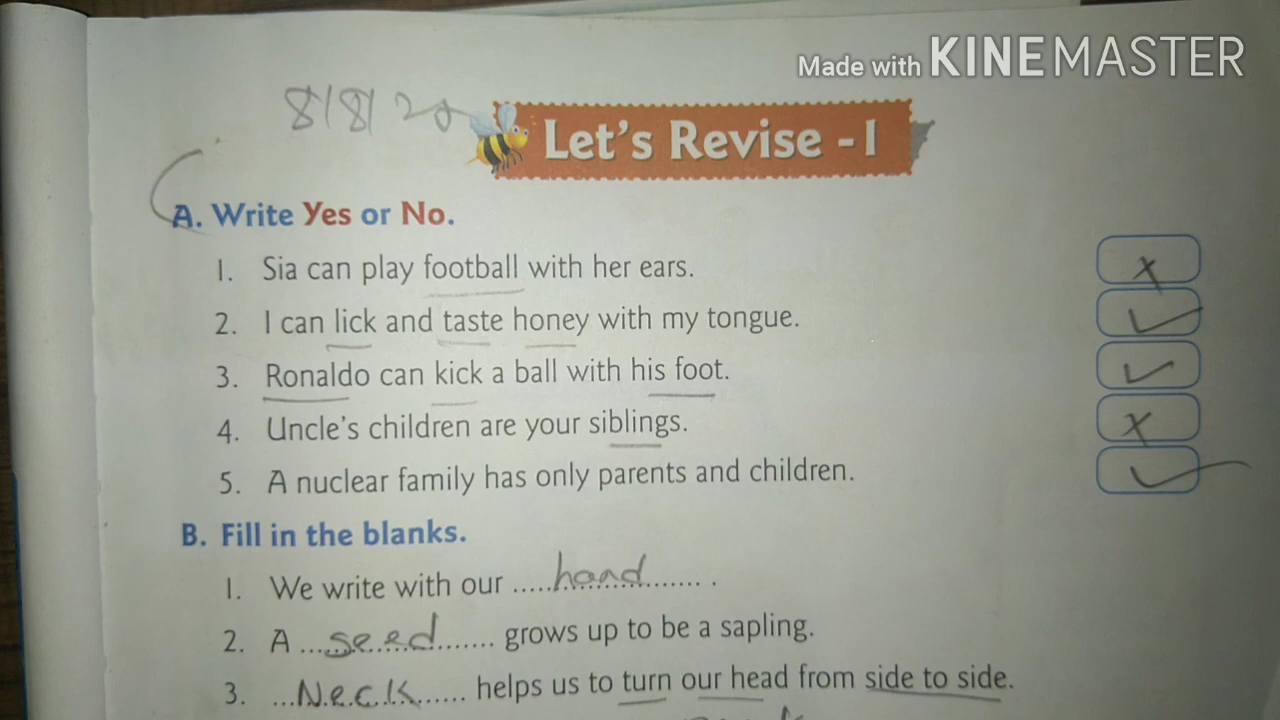 Made with KINEMASTER
8/8/20
Let's Revise - I
A. Write Yes or No.
1. Sia can play football with her ears. ✗
2. I can lick and taste honey with my tongue. ✓
3. Ronaldo can kick a ball with his foot. ✓
4. Uncle's children are your siblings. ✗
5. A nuclear family has only parents and children. ✓
B. Fill in the blanks.
1. We write with our .....hand.......... .
2. A ...seed....... grows up to be a sapling.
3. ...Neck...... helps us to turn our head from side to side.